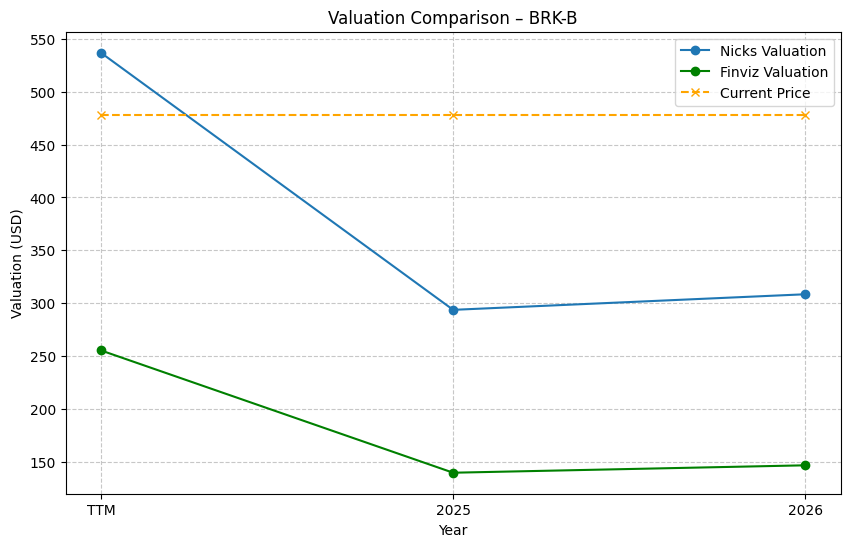 Valuation Comparison – BRK-B
Nicks Valuation
Finviz Valuation
Current Price
Valuation (USD)
550
500
450
400
350
300
250
200
150
TTM
2025
2026
Year